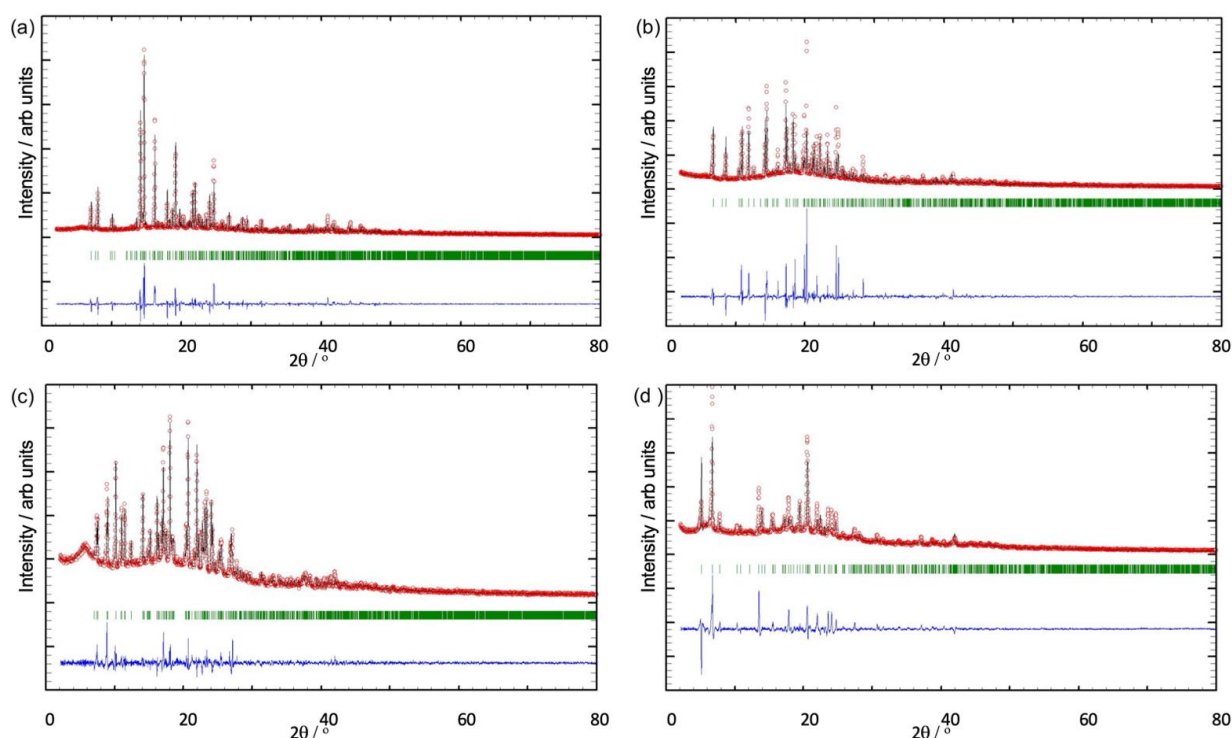 (a)
Intensity / arb units
0 20 40 60 80
2θ / °
(b)
Intensity / arb units
0 20 40 60 80
2θ / °
(c)
Intensity / arb units
0 20 40 60 80
2θ / °
(d )
Intensity / arb units
0 20 40 60 80
2θ / °